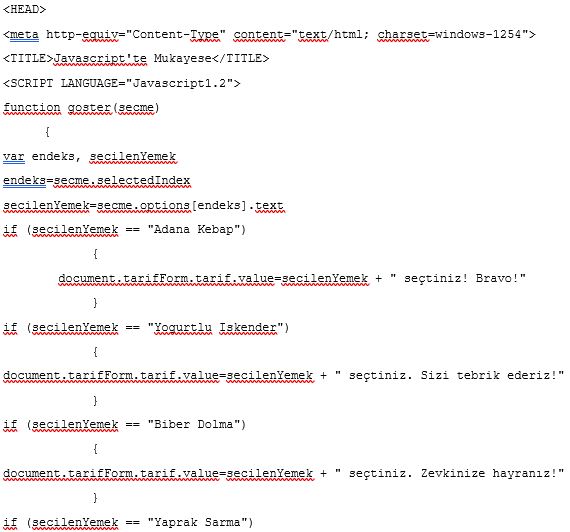 <HEAD>
<meta http-equiv="Content-Type" content="text/html; charset=windows-1254">
<TITLE>Javascript'te Mukayese</TITLE>
<SCRIPT LANGUAGE="Javascript1.2">
function goster(secme)
{
var endeks, secilenYemek
endeks=secme.selectedIndex
secilenYemek=secme.options[endeks].text
if (secilenYemek == "Adana Kebap")
{
document.tarifForm.tarif.value=secilenYemek + " seçtiniz! Bravo!"
}
if (secilenYemek == "Yogurtlu Iskender")
{
document.tarifForm.tarif.value=secilenYemek + " seçtiniz. Sizi tebrik ederiz!"
}
if (secilenYemek == "Biber Dolma")
{
document.tarifForm.tarif.value=secilenYemek + " seçtiniz. Zevkinize hayranız!"
}
if (secilenYemek == "Yaprak Sarma")